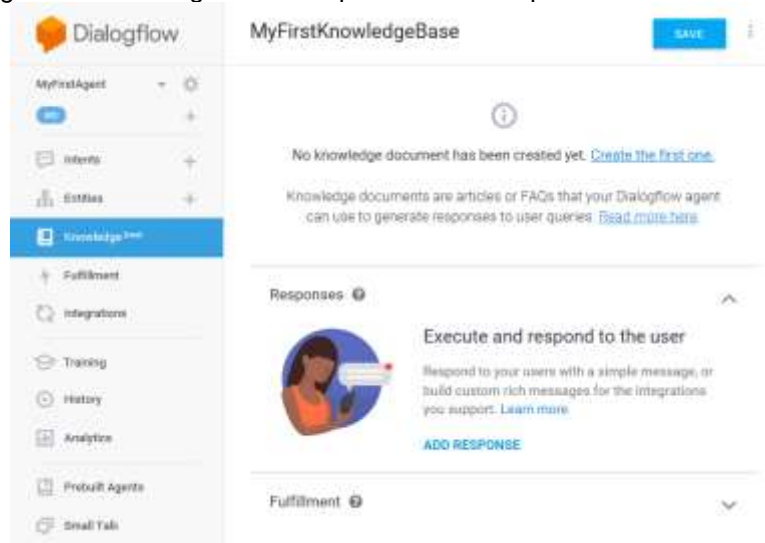 Dialogflow
MyFirstAgent
Intents
Entities
Knowledge
Fulfillment
Integrations
Training
History
Analytics
Prebuilt Agents
Small Talk
MyFirstKnowledgeBase
SAVE
No knowledge document has been created yet. Create the first one.
Knowledge documents are articles or FAQs that your Dialogflow agent
can use to generate responses to user queries. Read more here.
Responses
Execute and respond to the user
Respond to your users with a simple message, or
build custom rich messages for the integrations
you support. Learn more
ADD RESPONSE
Fulfillment